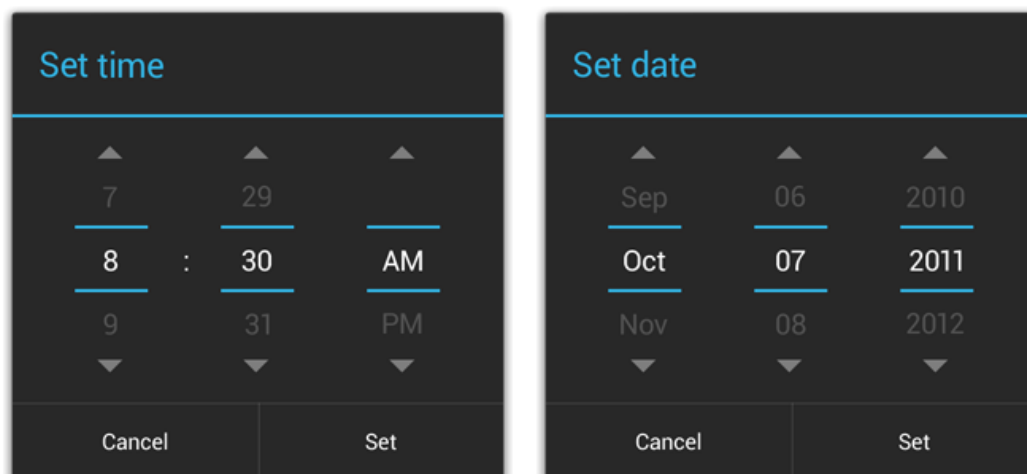 Set time
7 29
8 : 30 AM
9 31 PM
Cancel Set
Set date
Sep 06 2010
Oct 07 2011
Nov 08 2012
Cancel Set